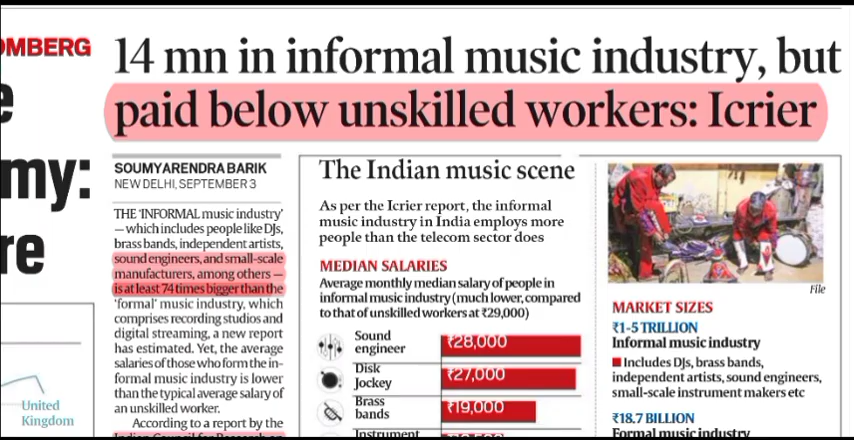 OMBERG
e
my:
re
United
Kingdom
14 mn in informal music industry, but
paid below unskilled workers: Icrier
SOUMYARENDRA BARIK
NEW DELHI, SEPTEMBER 3
THE 'INFORMAL music industry'
— which includes people like DJs,
brass bands, independent artists,
sound engineers, and small-scale
manufacturers, among others —
is at least 74 times bigger than the
'formal' music industry, which
comprises recording studios and
digital streaming, a new report
has estimated. Yet, the average
salaries of those who form the in-
formal music industry is lower
than the typical average salary of
an unskilled worker.
According to a report by the
Indian Council for Research on
The Indian music scene
As per the Icrier report, the informal
music industry in India employs more
people than the telecom sector does
MEDIAN SALARIES
Average monthly median salary of people in
informal music industry (much lower, compared
to that of unskilled workers at ₹29,000)
Sound
engineer
₹28,000
Disk
Jockey
₹27,000
Brass
bands
₹19,000
Instrument
File
MARKET SIZES
₹1-5 TRILLION
Informal music industry
■ Includes DJs, brass bands,
independent artists, sound engineers,
small-scale instrument makers etc
₹18.7 BILLION
Formal music industry